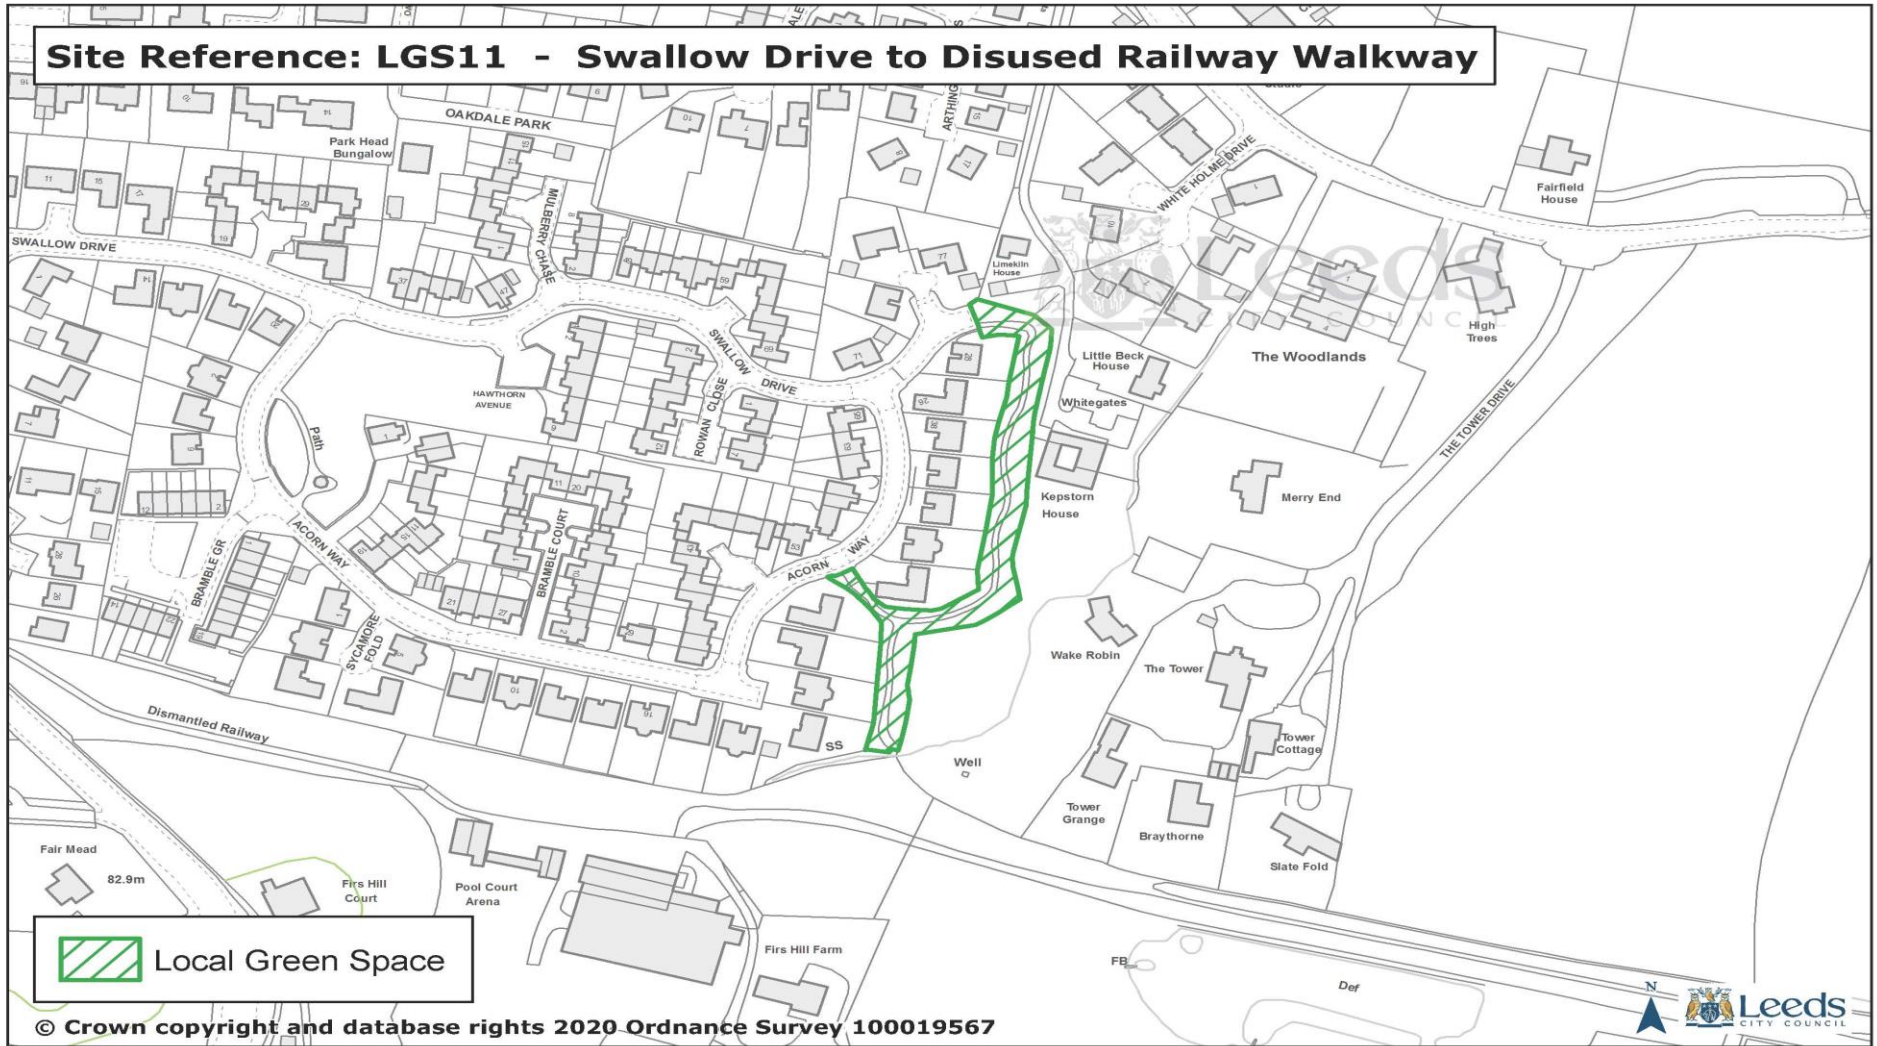 Site Reference: LGS11 - Swallow Drive to Disused Railway Walkway
OAKDALE PARK
Park Head
Bungalow
MULBERRY CHASE
SWALLOW DRIVE
WHITE HOLME DRIVE
Fairfield
House
Limekiln
House
Leeds
CITY COUNCIL
High
Trees
The Woodlands
Little Beck
House
Whitegates
SWALLOW DRIVE
ROWAN CLOSE
HAWTHORN
AVENUE
Path
THE TOWER DRIVE
Kepstorn
House
Merry End
ACORN WAY
BRAMBLE COURT
ACORN WAY
BRAMBLE GR
SYCAMORE
FOLD
Wake Robin
The Tower
Dismantled Railway
SS
Well
Tower
Cottage
Tower
Grange
Braythorne
Slate Fold
Fair Mead
82.9m
Firs Hill
Court
Pool Court
Arena
Firs Hill Farm
FB
Def
Local Green Space
N
Leeds
CITY COUNCIL
© Crown copyright and database rights 2020 Ordnance Survey 100019567